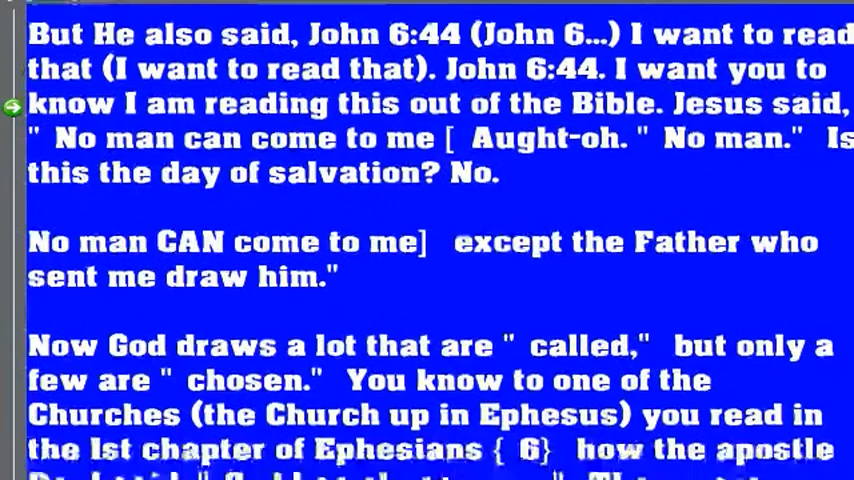 But He also said, John 6:44 (John 6...) I want to read
that (I want to read that). John 6:44. I want you to
know I am reading this out of the Bible. Jesus said,
" No man can come to me [ Aught-oh. " No man." Is
this the day of salvation? No.
No man CAN come to me] except the Father who
sent me draw him."
Now God draws a lot that are " called," but only a
few are " chosen." You know to one of the
Churches (the Church up in Ephesus) you read in
the 1st chapter of Ephesians { 6} how the apostle